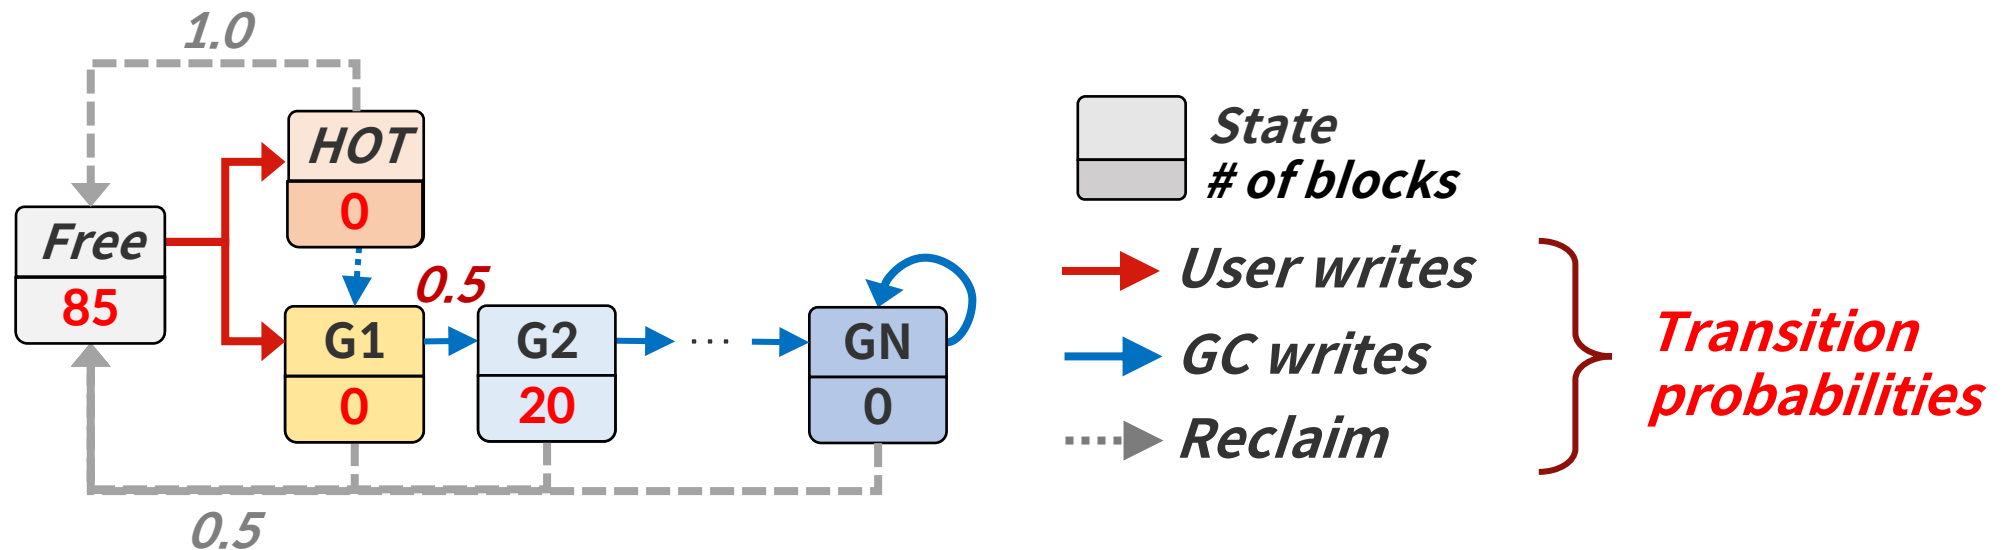 1.0
HOT
0
Free
85
0.5
G1
0
G2
20
...
GN
0
0.5
State
# of blocks
User writes
GC writes
Reclaim
Transition
probabilities